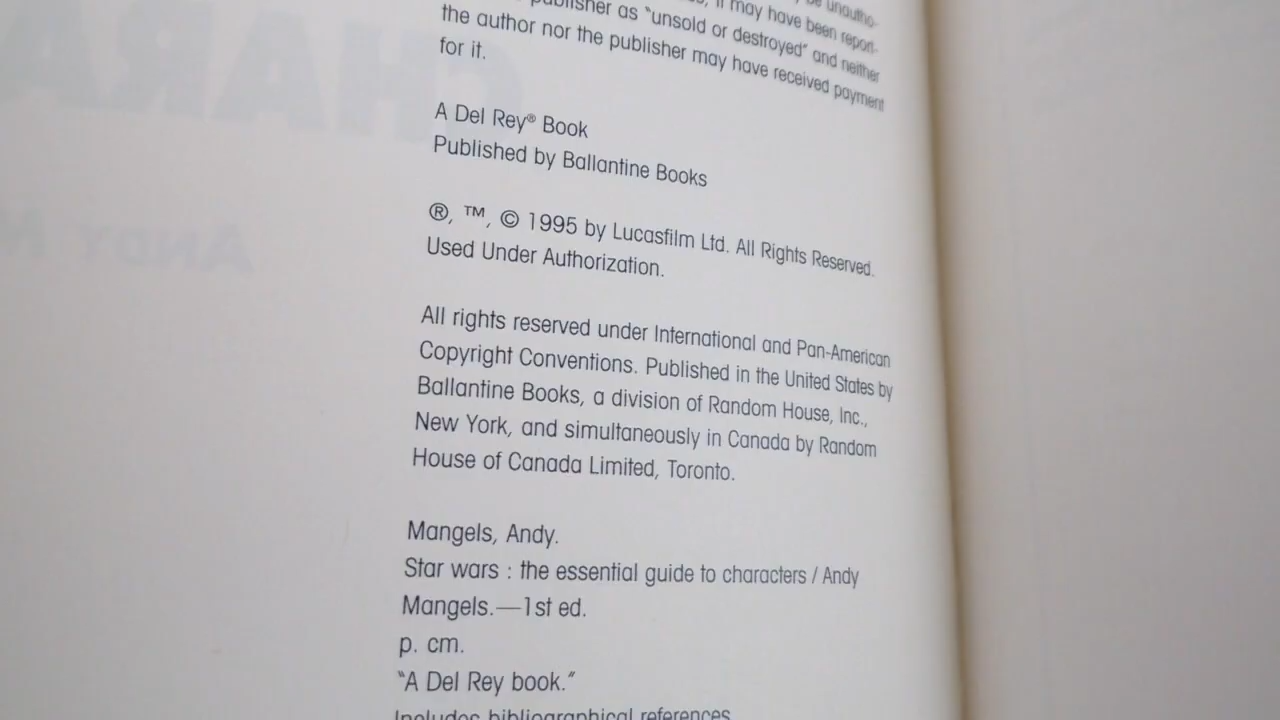 publisher as "unsold or destroyed" and neither
the author nor the publisher may have received payment
for it.
A Del Rey® Book
Published by Ballantine Books
®, ™, © 1995 by Lucasfilm Ltd. All Rights Reserved.
Used Under Authorization.
All rights reserved under International and Pan-American
Copyright Conventions. Published in the United States by
Ballantine Books, a division of Random House, Inc.,
New York, and simultaneously in Canada by Random
House of Canada Limited, Toronto.
Mangels, Andy.
Star wars : the essential guide to characters / Andy
Mangels.—1st ed.
p. cm.
"A Del Rey book."
Includes bibliographical references